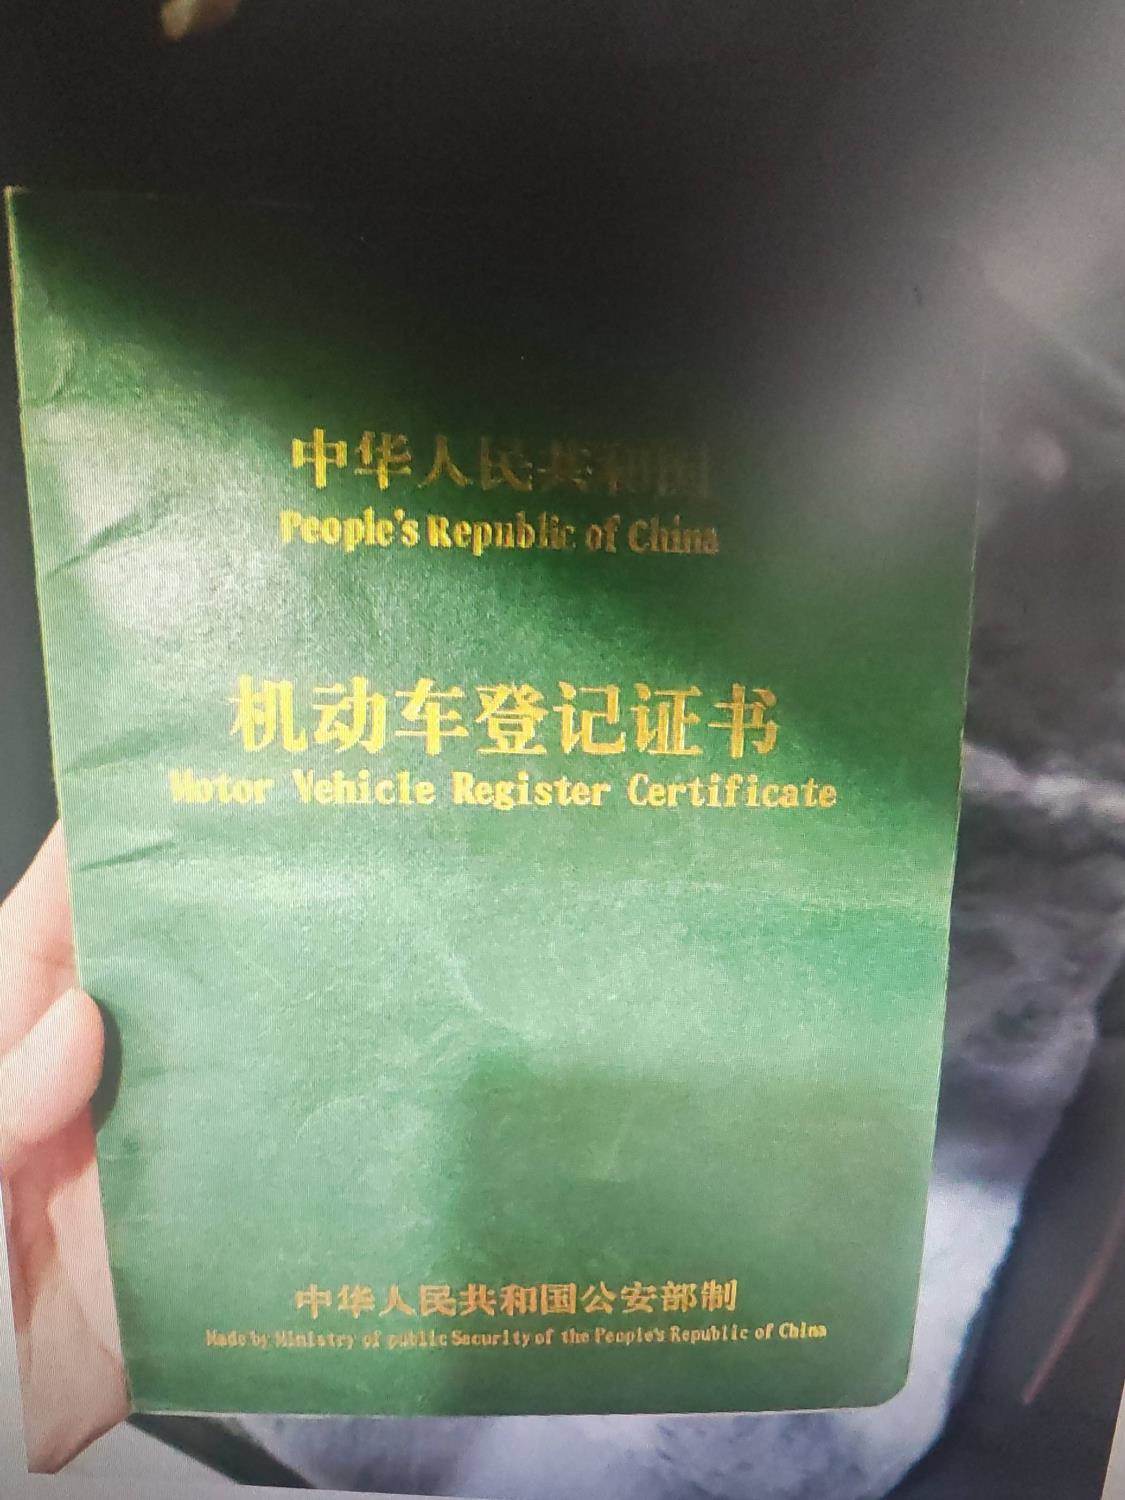 中华人民共和国
People's Republic of China
机动车登记证书
Motor Vehicle Register Certificate
中华人民共和国公安部制
Made by Ministry of public Security of the People's Republic of China